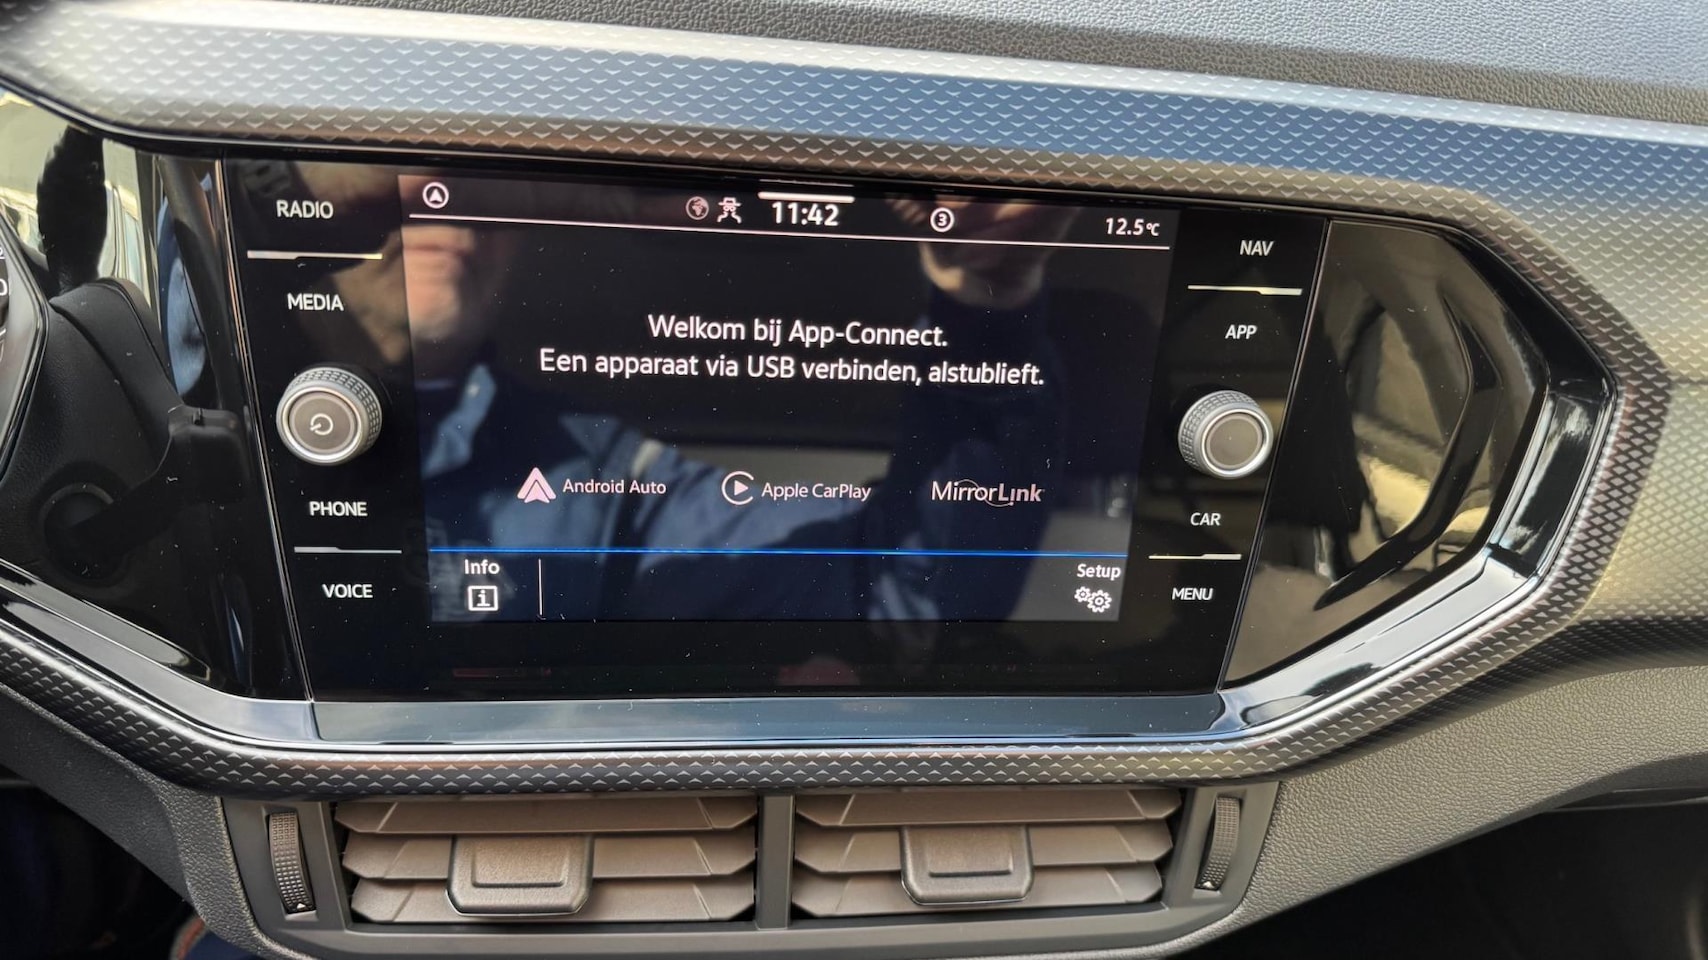 RADIO
MEDIA
PHONE
VOICE
11:42
3
12.5°C
Welkom bij App-Connect.
Een apparaat via USB verbinden, alstublieft.
Android Auto
Apple CarPlay
MirrorLink
Info
i
Setup
NAV
APP
CAR
MENU